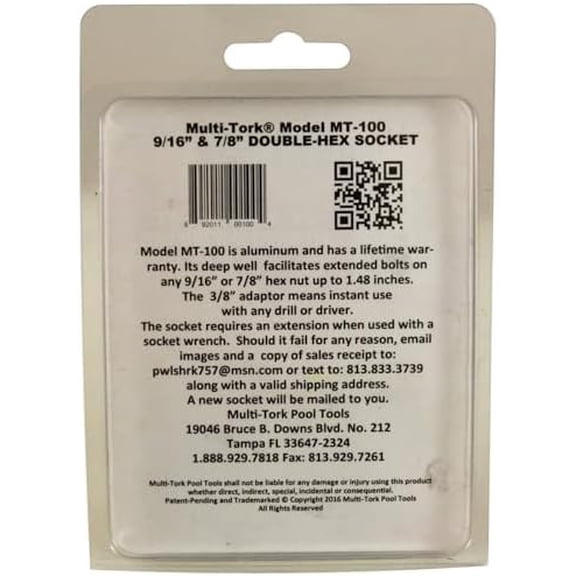 Multi-Tork® Model MT-100
9/16" & 7/8" DOUBLE-HEX SOCKET
6 92011 00100 4
Model MT-100 is aluminum and has a lifetime war-
ranty. Its deep well facilitates extended bolts on
any 9/16" or 7/8" hex nut up to 1.48 inches.
The 3/8" adaptor means instant use
with any drill or driver.
The socket requires an extension when used with a
socket wrench. Should it fail for any reason, email
images and a copy of sales receipt to:
pwlshrk757@msn.com or text to: 813.833.3739
along with a valid shipping address.
A new socket will be mailed to you.
Multi-Tork Pool Tools
19046 Bruce B. Downs Blvd. No. 212
Tampa FL 33647-2324
1.888.929.7818 Fax: 813.929.7261
Multi-Tork Pool Tools shall not be liable for any damage or injury using this product
whether direct, indirect, special, incidental or consequential.
Patent-Pending and Trademarked © Copyright 2016 Multi-Tork Pool Tools
All Rights Reserved